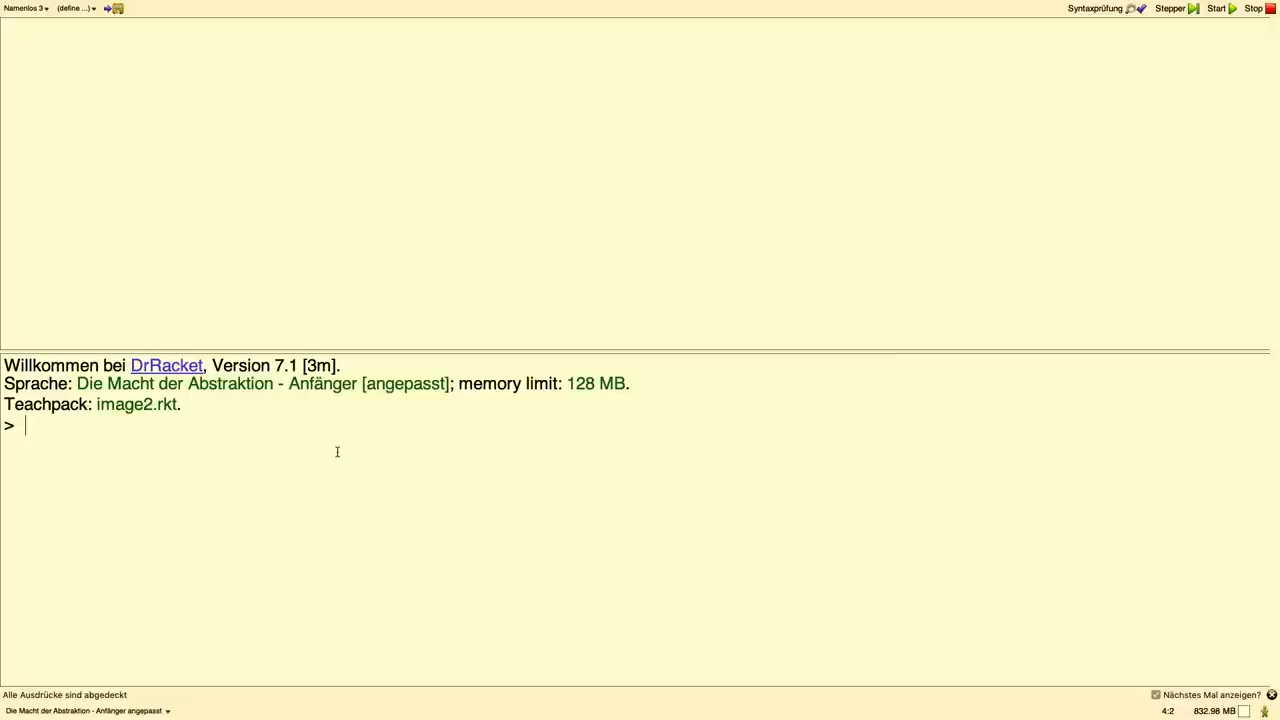 Namenlos 3 (define ...) Syntaxprüfung Stepper Start Stop
Willkommen bei DrRacket, Version 7.1 [3m].
Sprache: Die Macht der Abstraktion - Anfänger [angepasst]; memory limit: 128 MB.
Teachpack: image2.rkt.
>
Alle Ausdrücke sind abgedeckt Nächstes Mal anzeigen?
Die Macht der Abstraktion - Anfänger angepasst 4:2 832.98 MB